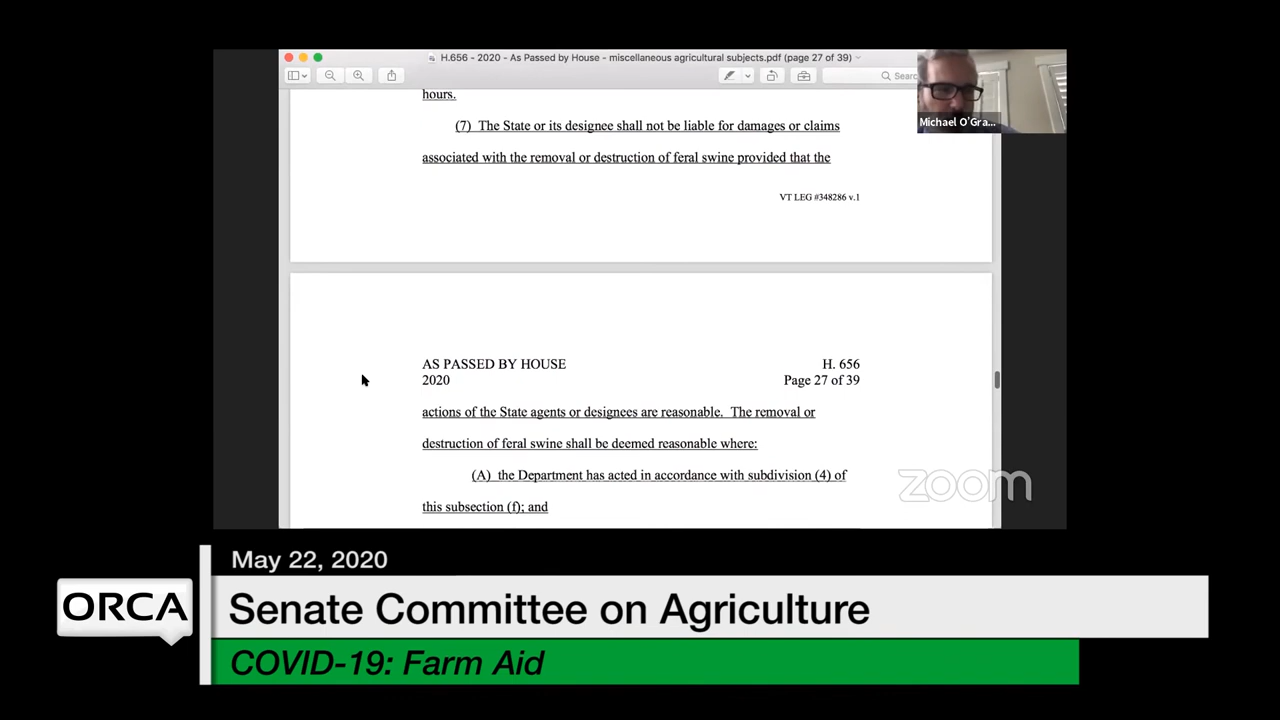 H.656 - 2020 - As Passed by House - miscellaneous agricultural subjects.pdf (page 27 of 39)
Searc
Michael O'Gra...
hours.
(7) The State or its designee shall not be liable for damages or claims
associated with the removal or destruction of feral swine provided that the
VT LEG #348286 v.1
AS PASSED BY HOUSE H. 656
2020 Page 27 of 39
actions of the State agents or designees are reasonable. The removal or
destruction of feral swine shall be deemed reasonable where:
(A) the Department has acted in accordance with subdivision (4) of
this subsection (f); and
zoom
May 22, 2020
ORCA
Senate Committee on Agriculture
COVID-19: Farm Aid